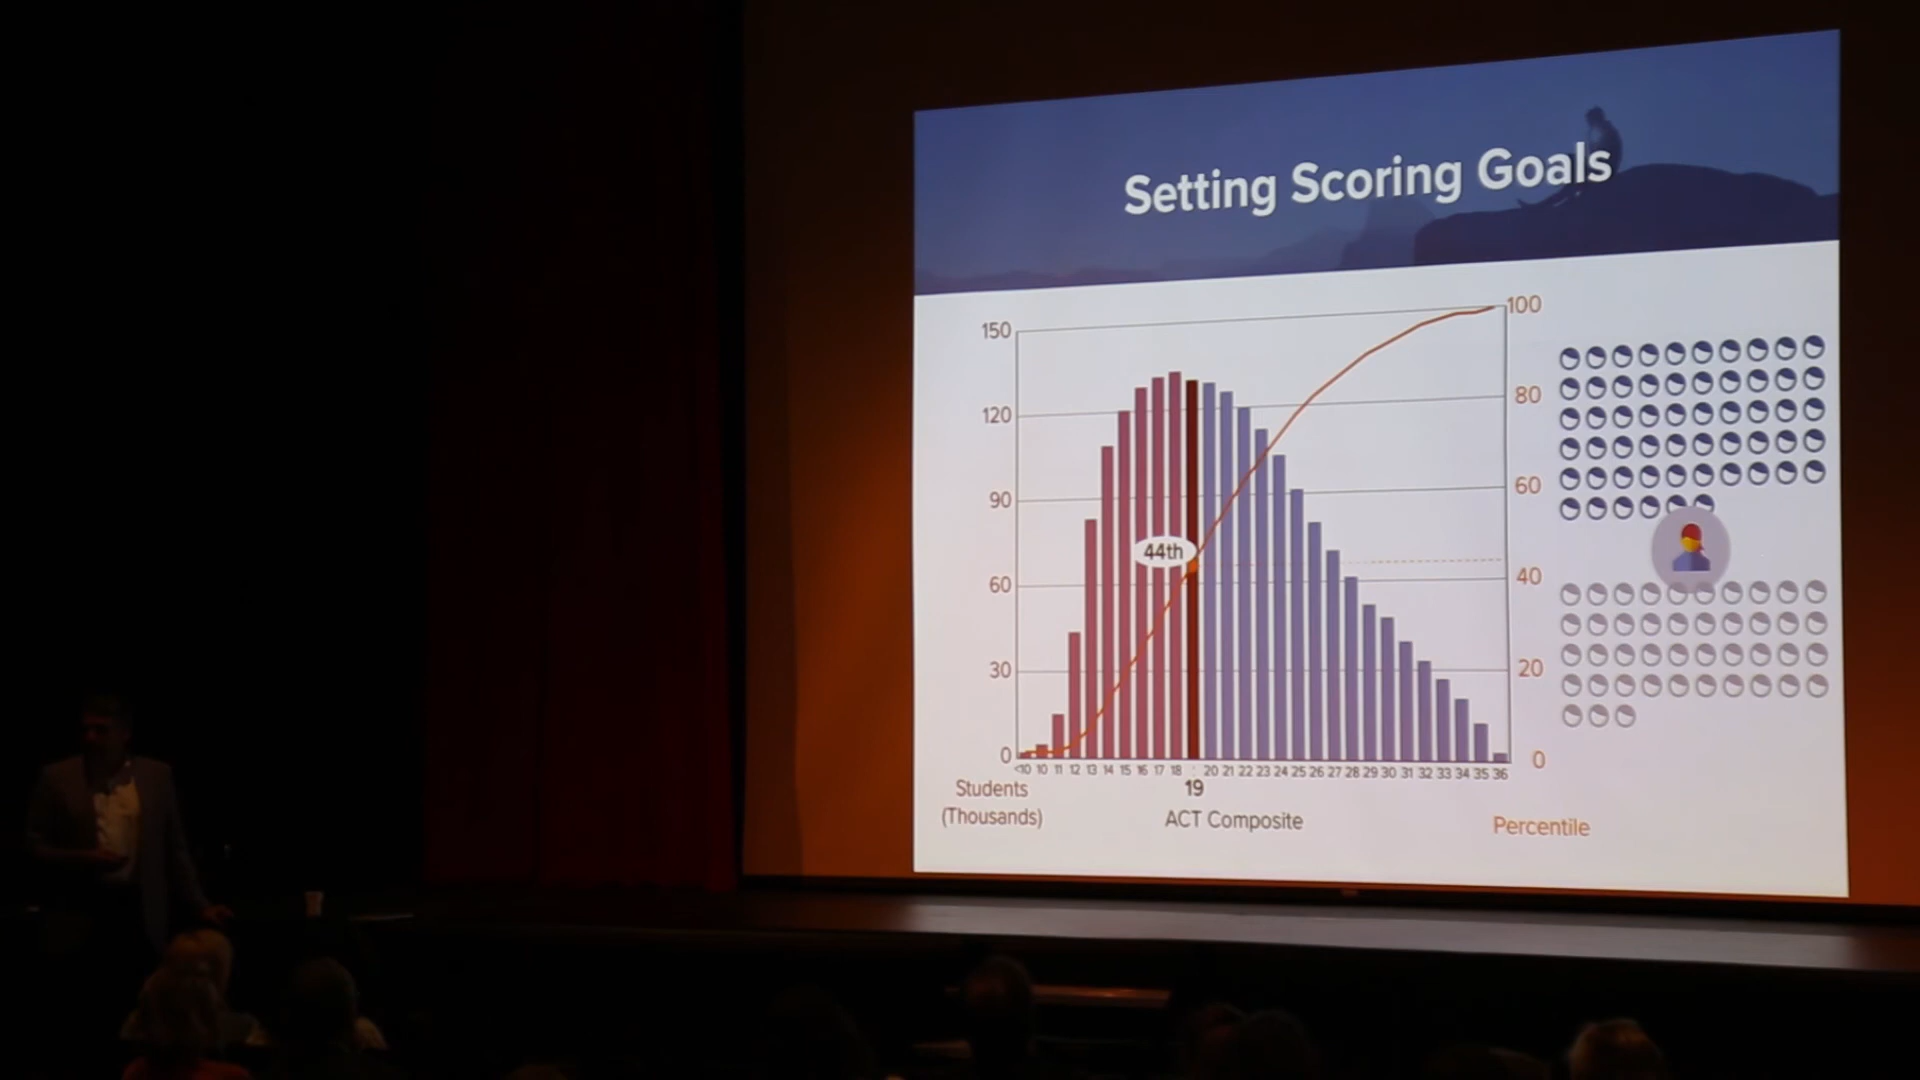 Setting Scoring Goals
150
120
90
60
30
0
100
80
60
40
20
0
44th
<10 10 11 12 13 14 15 16 17 18 20 21 22 23 24 25 26 27 28 29 30 31 32 33 34 35 36
19
Students
(Thousands)
ACT Composite
Percentile